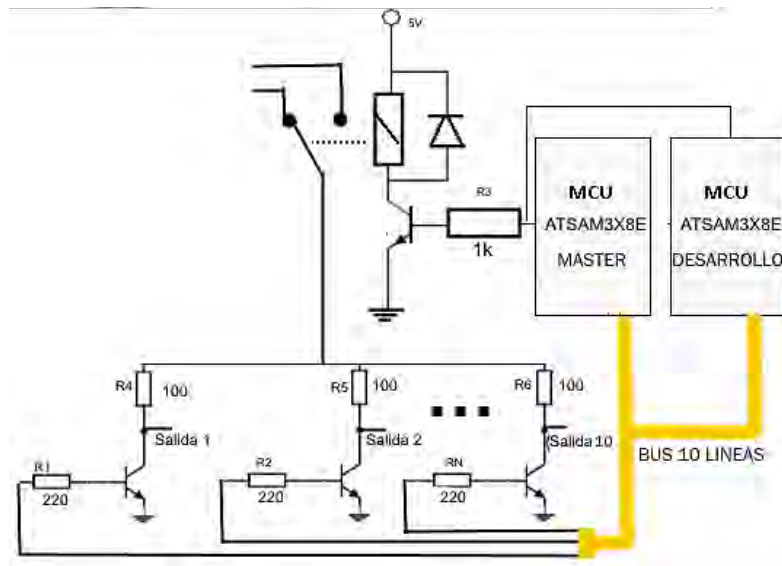 5V
R3
1k
MCU
ATSAM3X8E
MASTER
MCU
ATSAM3X8E
DESARROLLO
R4
100
R5
100
R6
100
Salida 1
Salida 2
Salida 10
BUS 10 LINEAS
R1
220
R2
220
RN
220